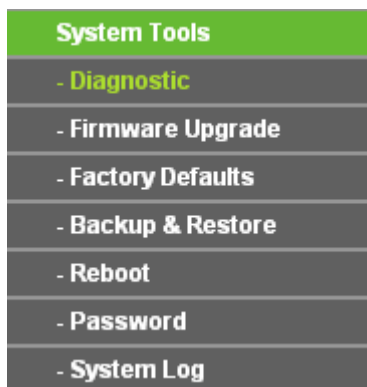 System Tools
- Diagnostic
- Firmware Upgrade
- Factory Defaults
- Backup & Restore
- Reboot
- Password
- System Log